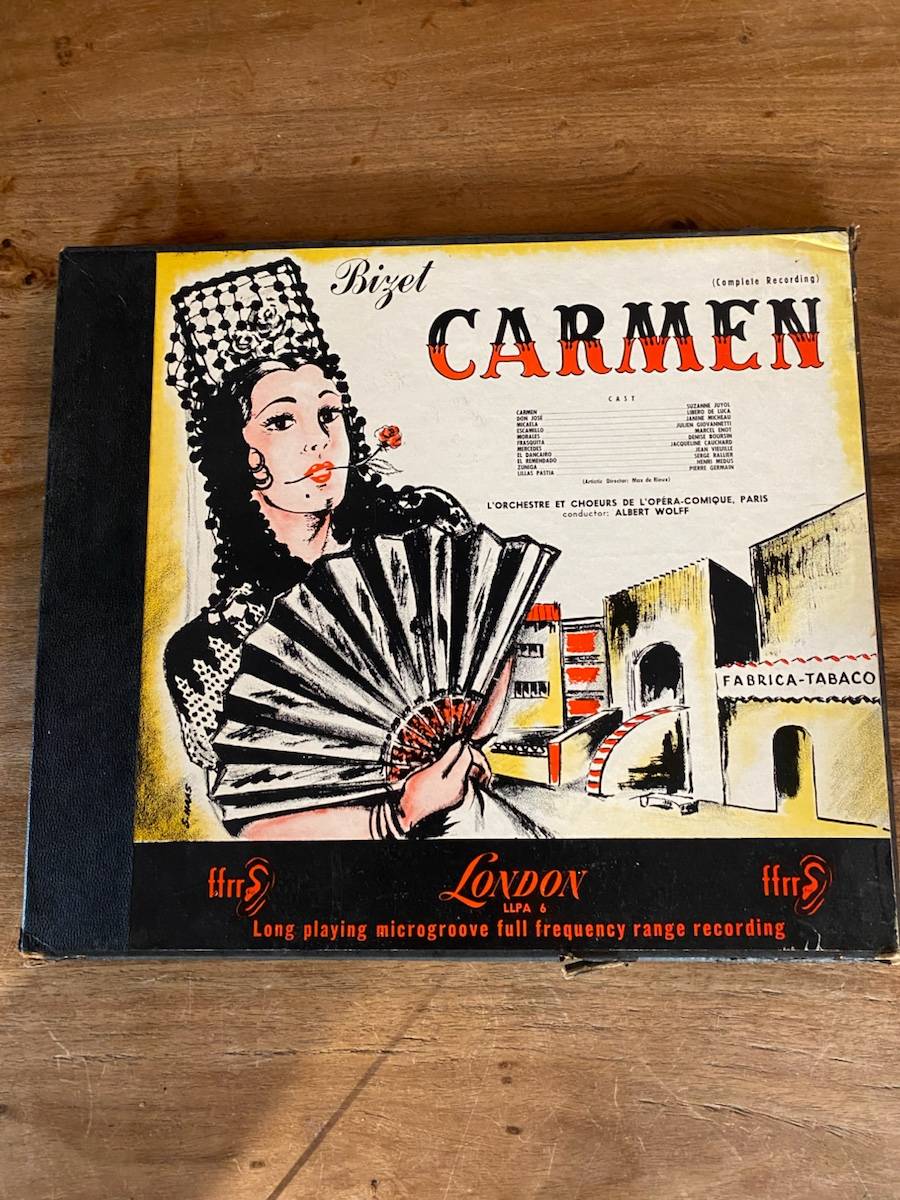 Bizet
(Complete Recording)
CARMEN
CAST
CARMEN SUZANNE JUYOL
DON JOSÉ LIBERO DE LUCA
MICAELA JANINE MICHEAU
ESCAMILLO JULIEN GIOVANNETTI
MORALES MARCEL ENOT
FRASQUITA DENISE BOURSIN
MERCEDES JACQUELINE CAUCHARD
EL DANCAIRO JEAN VIEUILLE
EL REMENDADO SERGE RALLIER
ZUNIGA HENRI MEDUS
LILLAS PASTIA PIERRE GERMAIN
(Artistic Director: Max de Rieux)
L'ORCHESTRE ET CHOEURS DE L'OPÉRA-COMIQUE, PARIS
conductor: ALBERT WOLFF
FABRICA-TABACO
ffrr LONDON ffrr
LLPA 6
Long playing microgroove full frequency range recording